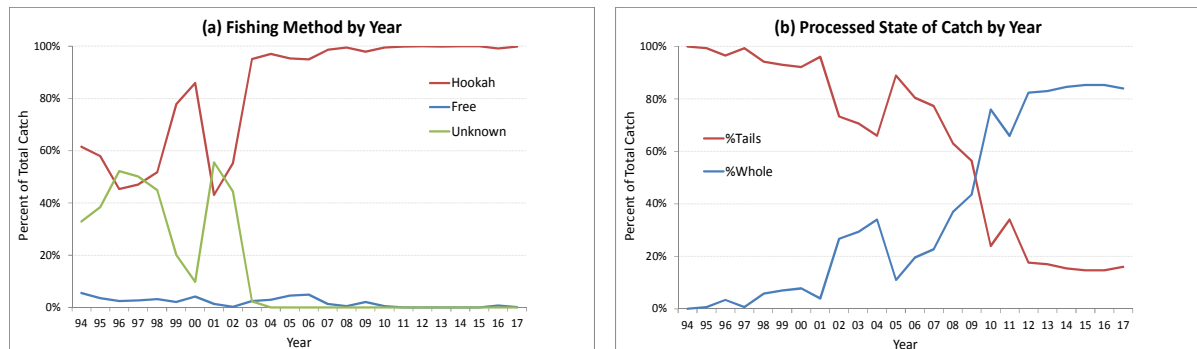 (a) Fishing Method by Year
100%
80%
60%
40%
20%
0%
Percent of Total Catch
Hookah
Free
Unknown
94 95 96 97 98 99 00 01 02 03 04 05 06 07 08 09 10 11 12 13 14 15 16 17
Year
(b) Processed State of Catch by Year
100%
80%
60%
40%
20%
0%
Percent of Total Catch
%Tails
%Whole
94 95 96 97 98 99 00 01 02 03 04 05 06 07 08 09 10 11 12 13 14 15 16 17
Year